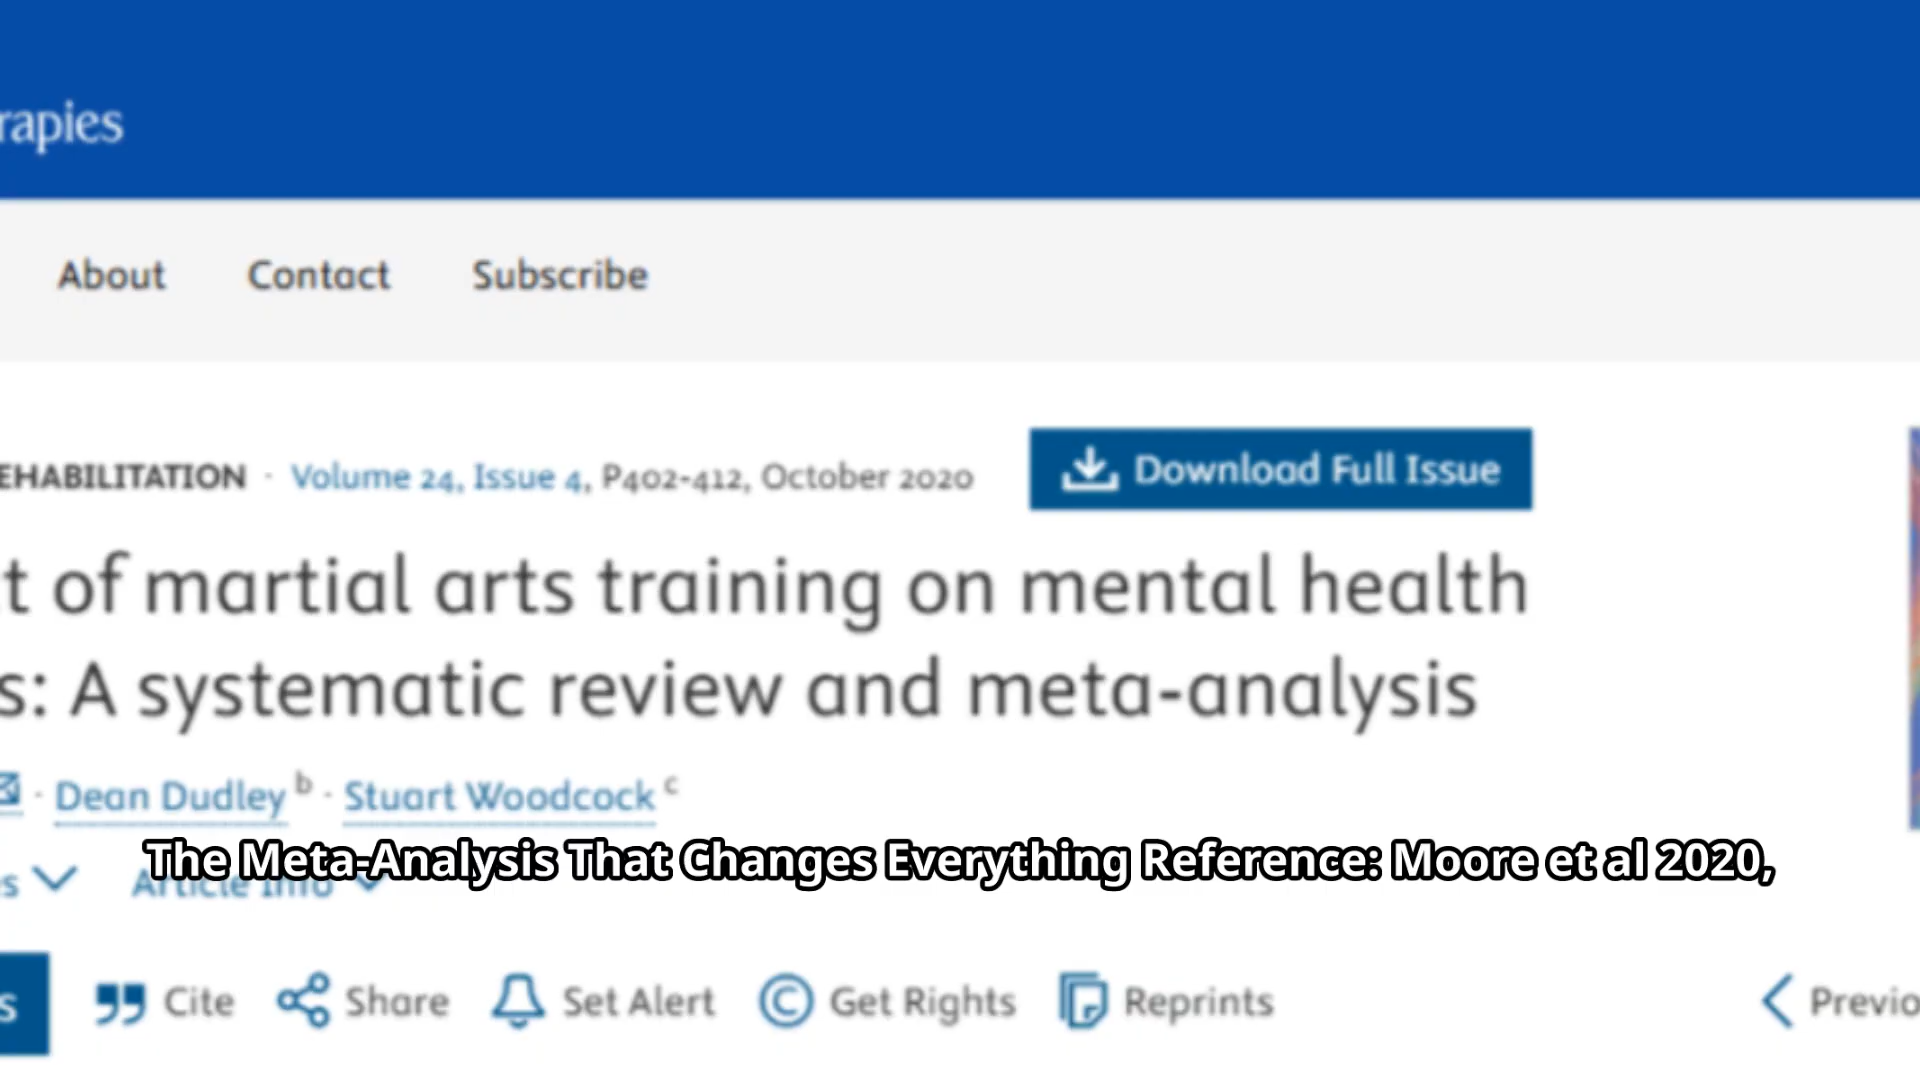 rapies
About Contact Subscribe
EHABILITATION · Volume 24, Issue 4, P402-412, October 2020 Download Full Issue
t of martial arts training on mental health
s: A systematic review and meta-analysis
· Dean Dudley b · Stuart Woodcock c
The Meta-Analysis That Changes Everything Reference: Moore et al 2020,
s Article Info
s Cite Share Set Alert Get Rights Reprints Previo